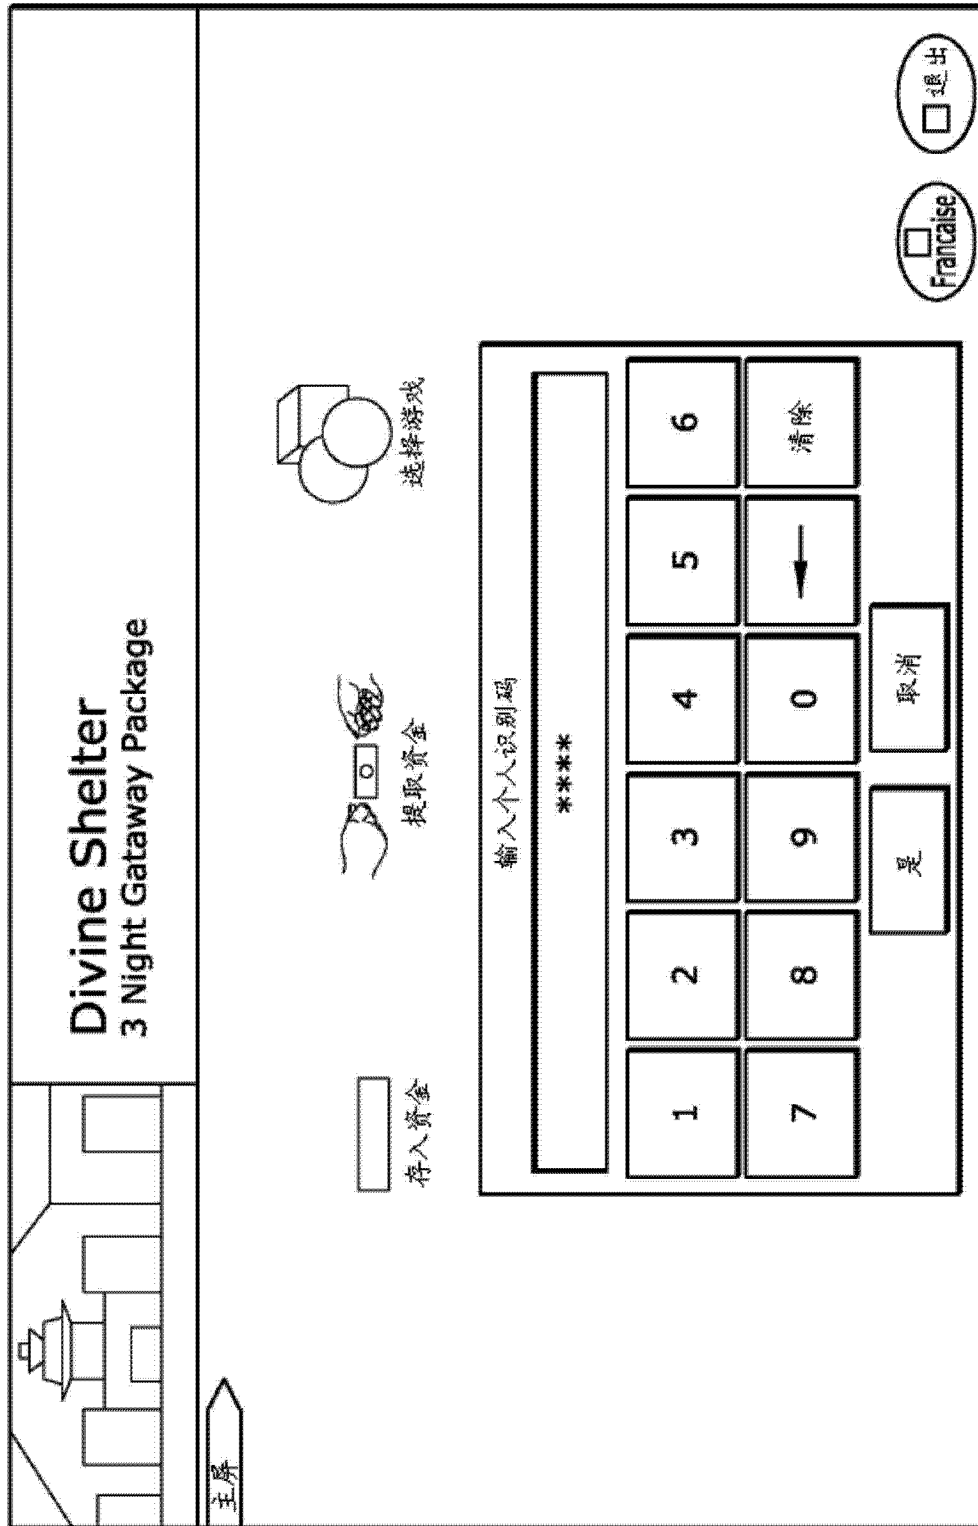 Divine Shelter
3 Night Gataway Package
主屏
存入资金
提取资金
选择游戏
输入个人识别码
****
1 2 3 4 5 6
7 8 9 0 清除
是 取消
Francaise
退出